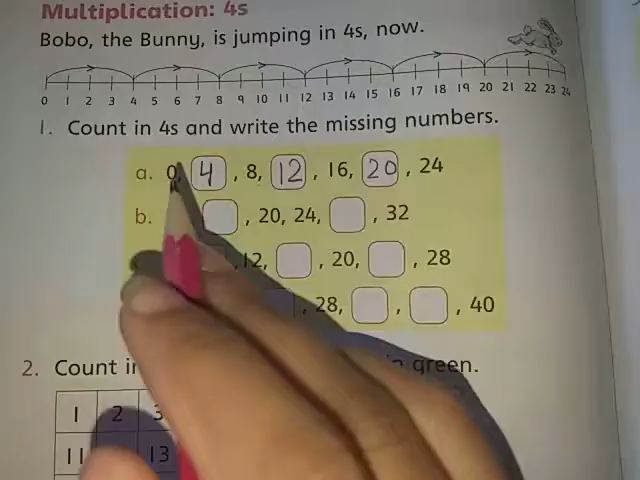 Multiplication: 4s
Bobo, the Bunny, is jumping in 4s, now.
0 1 2 3 4 5 6 7 8 9 10 11 12 13 14 15 16 17 18 19 20 21 22 23 24
1. Count in 4s and write the missing numbers.
a. 0, 4, 8, 12, 16, 20, 24
b. , 20, 24, , 32
12, , 20, , 28
, 28, , , 40
2. Count in green.
1 2 3
11 13